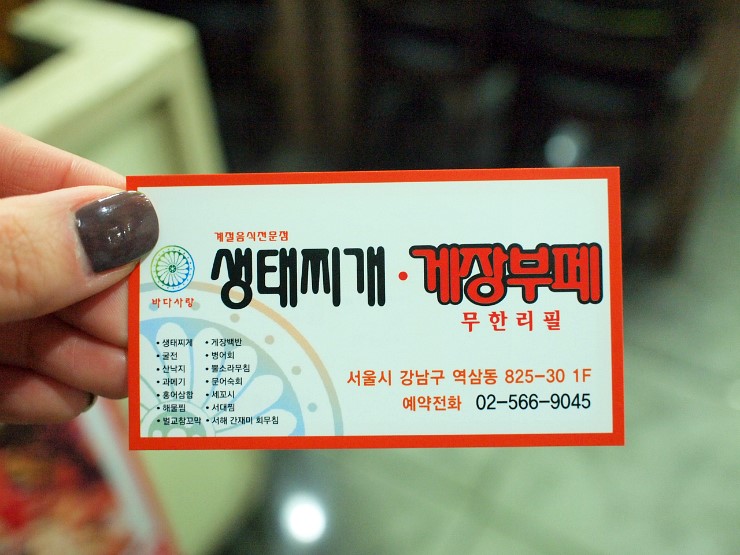 계절음식전문점
생태찌개 · 게장부페
무한리필
바다사랑
• 생태찌게 • 게장백반
• 굴전 • 병어회
• 산낙지 • 뿔소라무침
• 과메기 • 문어숙회
• 홍어삼합 • 세꼬시
• 해물찜 • 서대찜
• 벌교참꼬막 • 서해 간재미 회무침
서울시 강남구 역삼동 825-30 1F
예약전화 02-566-9045